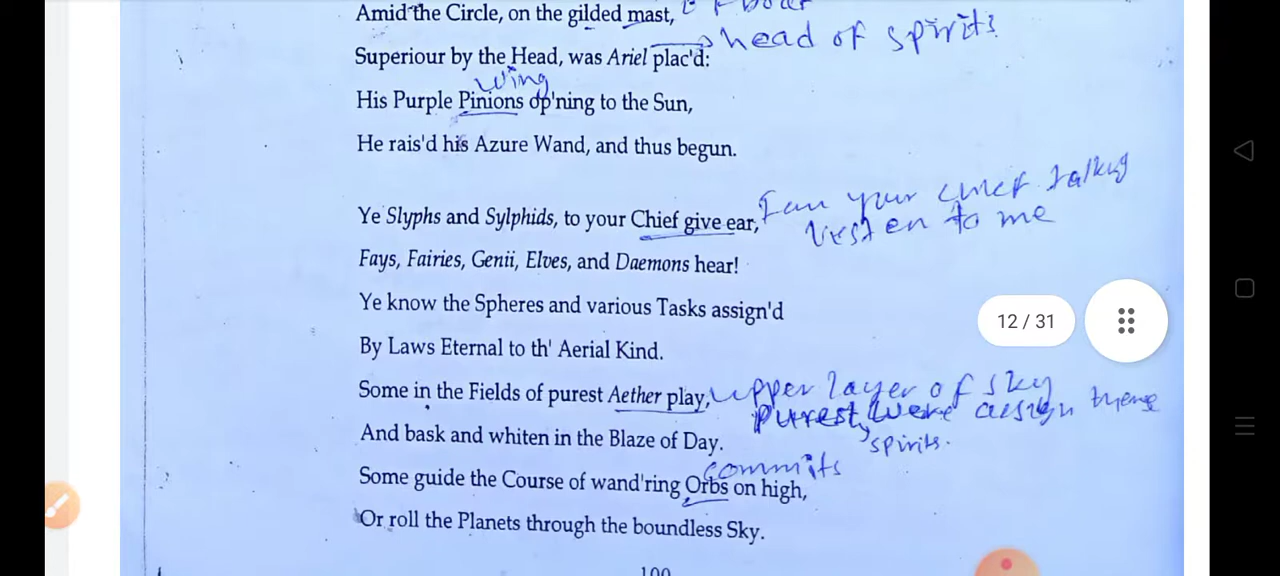 Amid the Circle, on the gilded mast,
head of spirits
Superiour by the Head, was Ariel plac'd:
wing
His Purple Pinions op'ning to the Sun,
He rais'd his Azure Wand, and thus begun.
your chief talking
Ye Slyphs and Sylphids, to your Chief give ear,
listen to me
Fays, Fairies, Genii, Elves, and Daemons hear!
Ye know the Spheres and various Tasks assign'd
12 / 31
By Laws Eternal to th' Aerial Kind.
Some in the Fields of purest Aether play, upper layer of sky
purest were assign
And bask and whiten in the Blaze of Day. spirits.
commits
Some guide the Course of wand'ring Orbs on high,
Or roll the Planets through the boundless Sky.
100